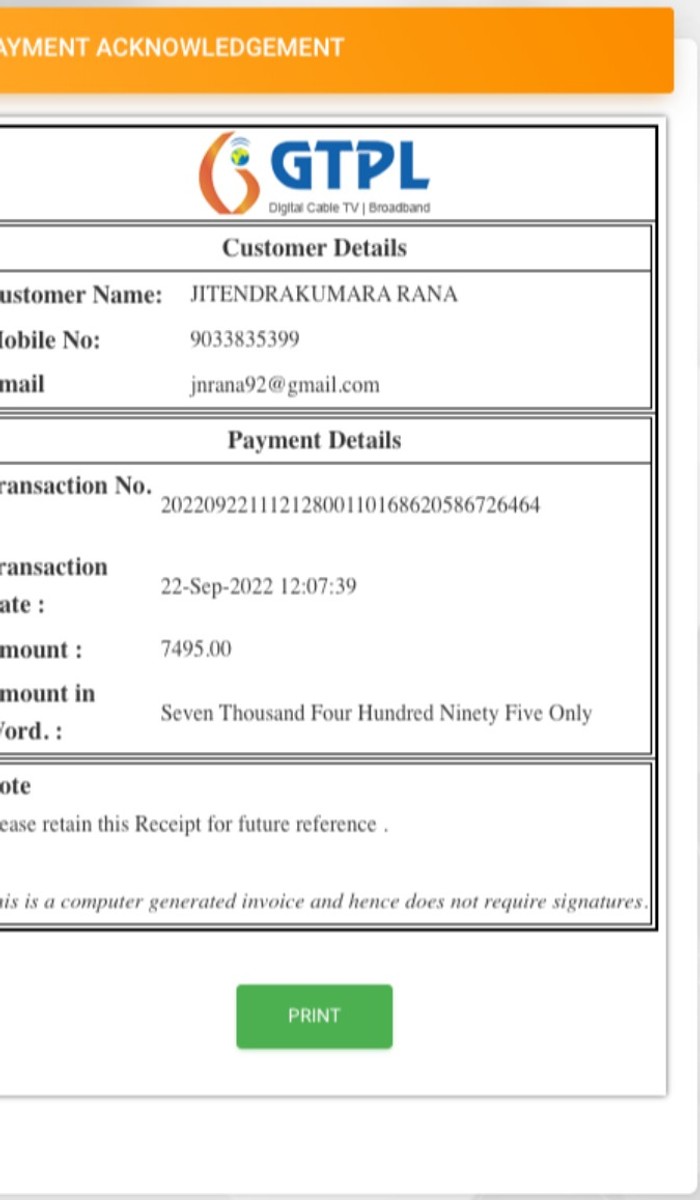 AYMENT ACKNOWLEDGEMENT
GTPL
Digital Cable TV | Broadband
Customer Details
ustomer Name: JITENDRAKUMARA RANA
lobile No: 9033835399
mail jnrana92@gmail.com
Payment Details
ransaction No.
20220922111212800110168620586726464
ransaction
ate : 22-Sep-2022 12:07:39
mount : 7495.00
mount in
ord. : Seven Thousand Four Hundred Ninety Five Only
ote
ease retain this Receipt for future reference .
is is a computer generated invoice and hence does not require signatures.
PRINT